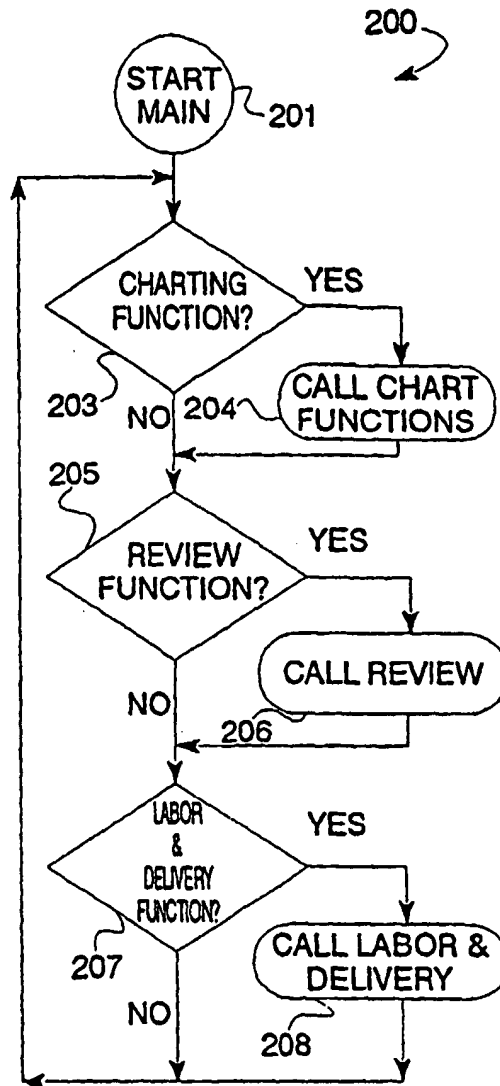 200
START
MAIN
201
CHARTING
FUNCTION?
YES
203
NO
204
CALL CHART
FUNCTIONS
205
REVIEW
FUNCTION?
YES
CALL REVIEW
NO
206
LABOR
&
DELIVERY
FUNCTION?
YES
207
CALL LABOR &
DELIVERY
NO
208